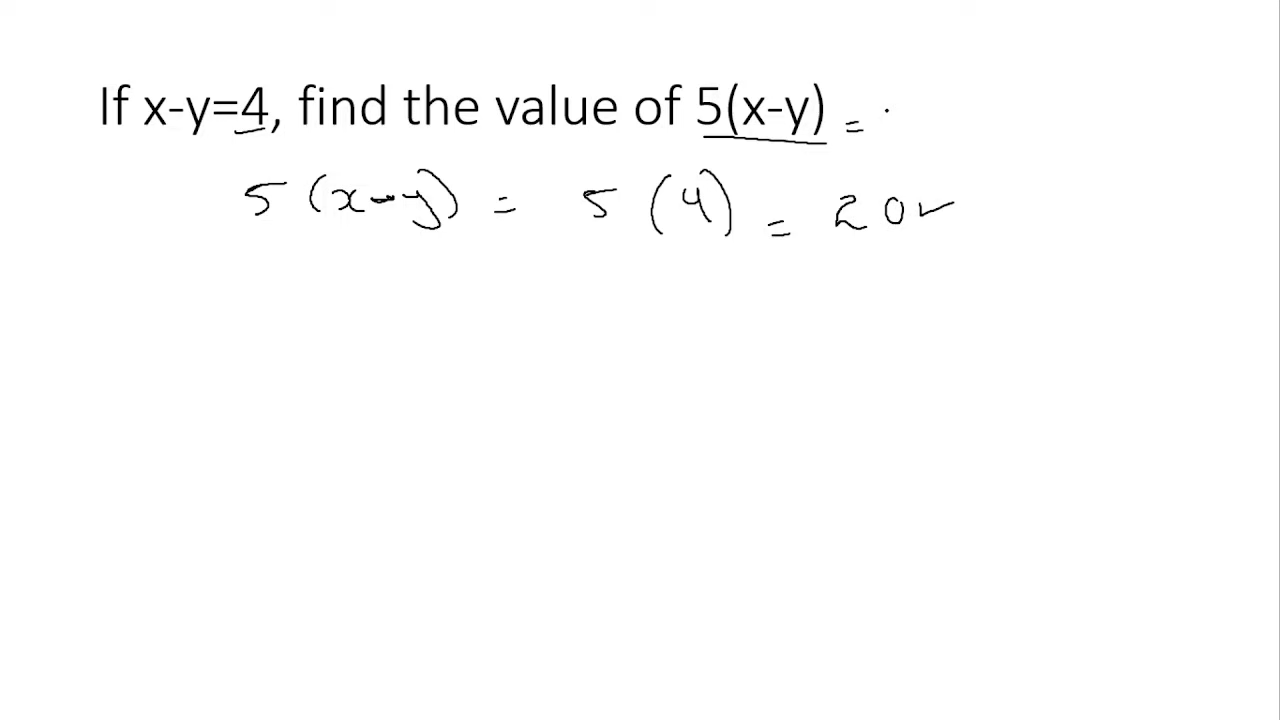 If x-y=4, find the value of 5(x-y) =
5 (x-y) = 5 (4) = 20✓